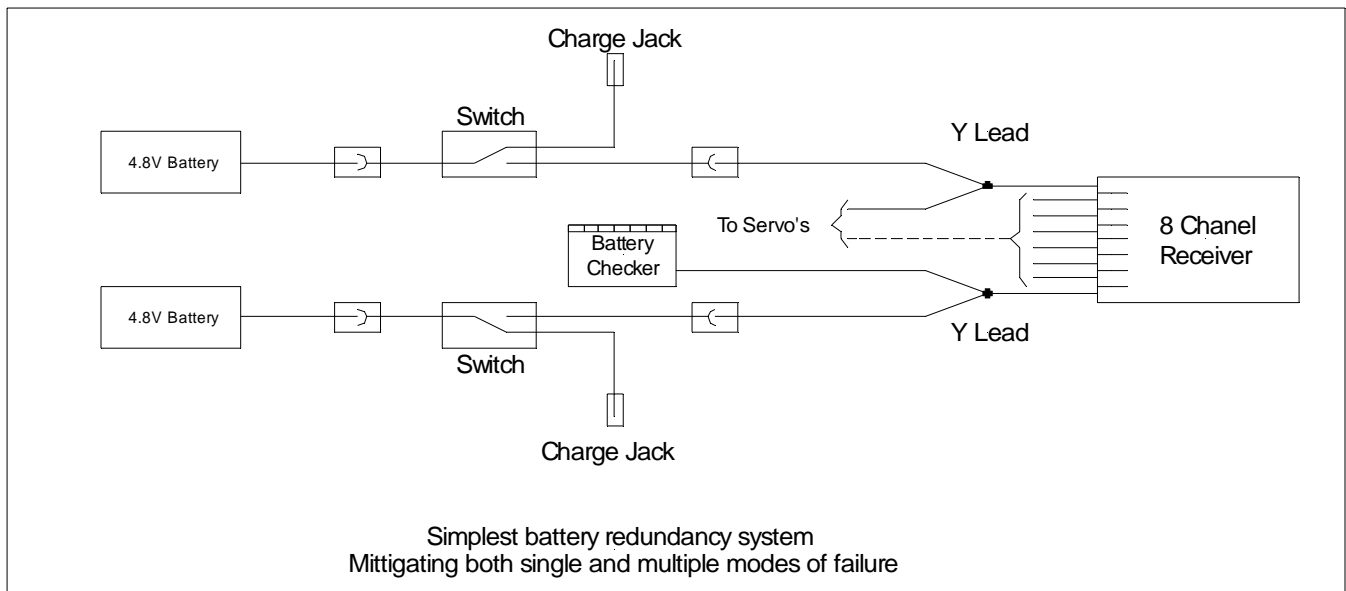 Charge Jack
Switch
Y Lead
4.8V Battery
To Servo's
8 Chanel
Receiver
Battery
Checker
4.8V Battery
Y Lead
Switch
Charge Jack
Simplest battery redundancy system
Mittigating both single and multiple modes of failure